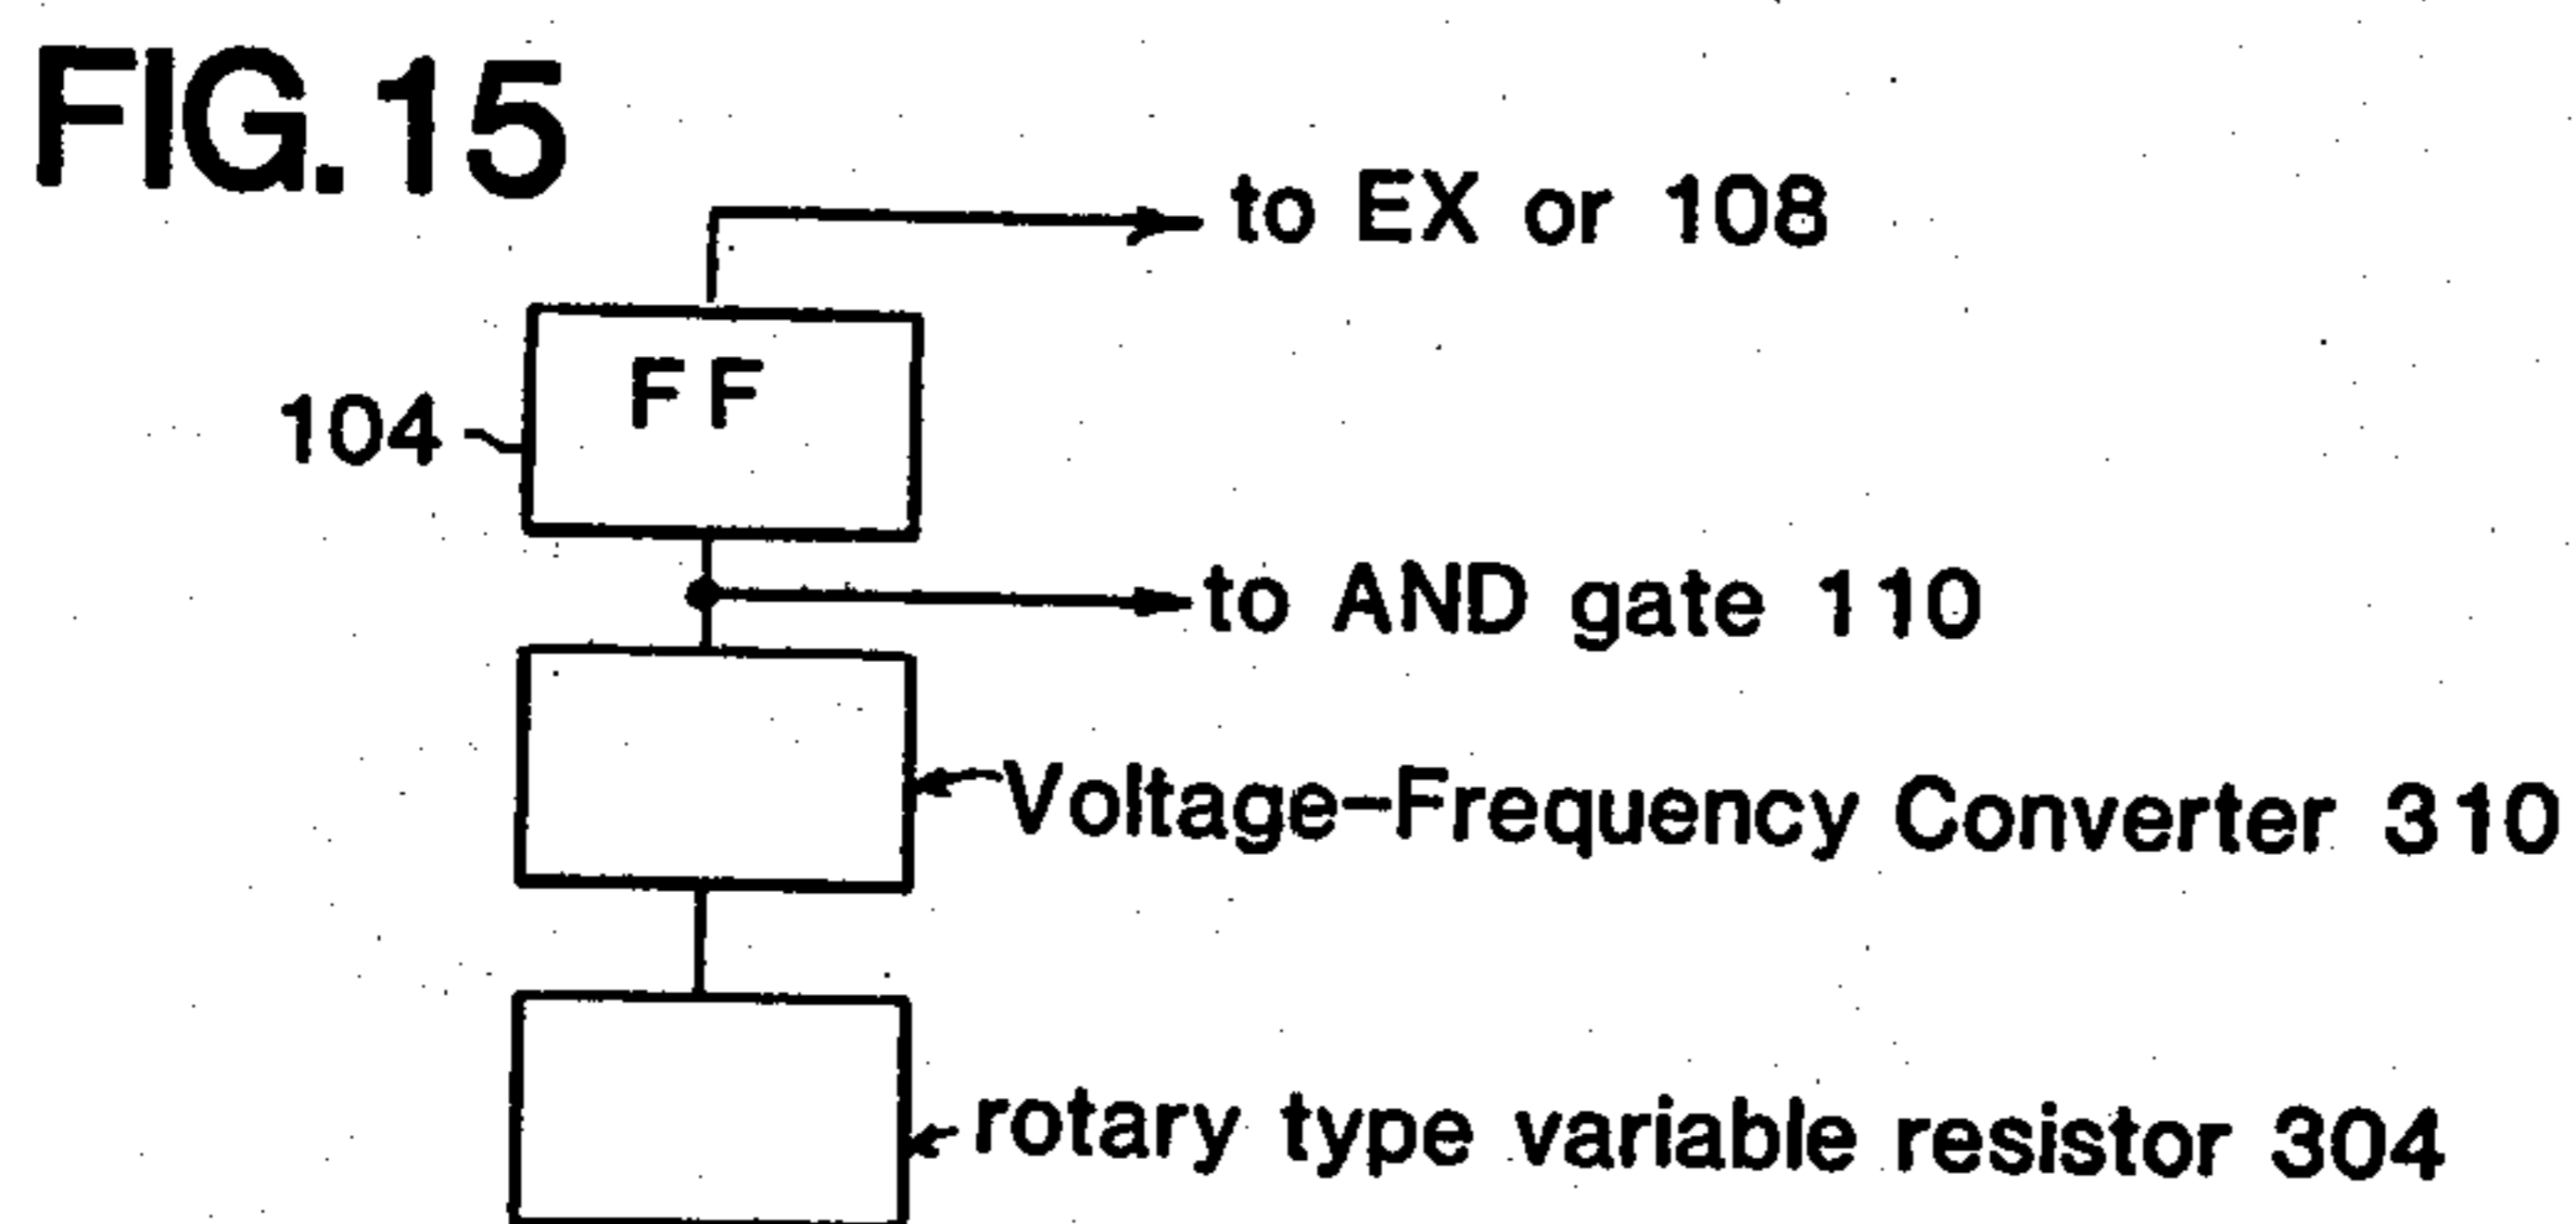 FIG.15
to EX or 108
FF
104
to AND gate 110
Voltage-Frequency Converter 310
rotary type variable resistor 304